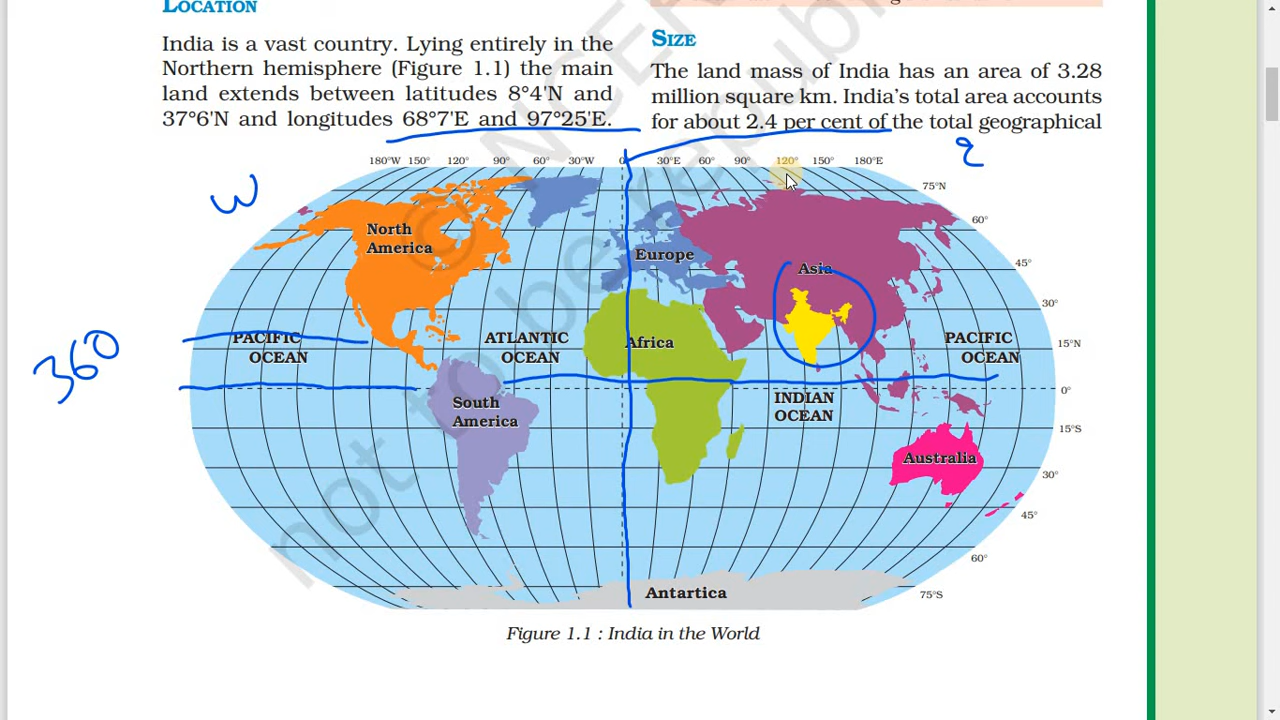 LOCATION
India is a vast country. Lying entirely in the
Northern hemisphere (Figure 1.1) the main
land extends between latitudes 8°4'N and
37°6'N and longitudes 68°7'E and 97°25'E.
SIZE
The land mass of India has an area of 3.28
million square km. India's total area accounts
for about 2.4 per cent of the total geographical
180°W 150° 120° 90° 60° 30°W 0° 30°E 60° 90° 120° 150° 180°E
W
75°N
60°
45°
30°
15°N
0°
15°S
30°
45°
60°
75°S
North
America
Europe
Asia
360
PACIFIC
OCEAN
ATLANTIC
OCEAN
Africa
PACIFIC
OCEAN
South
America
INDIAN
OCEAN
Australia
Antartica
Figure 1.1 : India in the World
not to be republi
© NCER